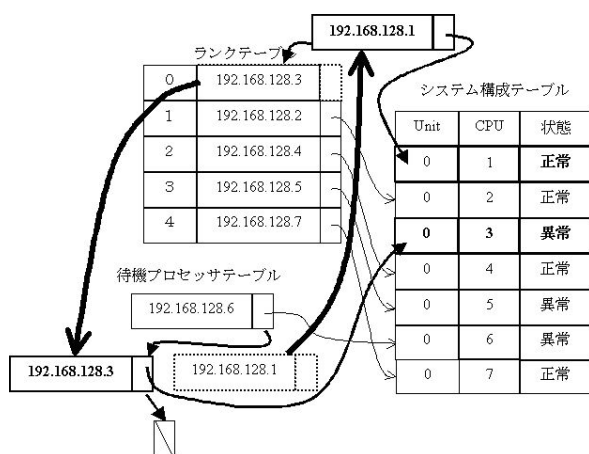 192.168.128.1
ランクテーブル
0 192.168.128.3
1 192.168.128.2
2 192.168.128.4
3 192.168.128.5
4 192.168.128.7
システム構成テーブル
Unit CPU 状態
0 1 正常
0 2 正常
0 3 異常
0 4 正常
0 5 異常
0 6 異常
0 7 正常
待機プロセッサテーブル
192.168.128.6
192.168.128.3
192.168.128.1